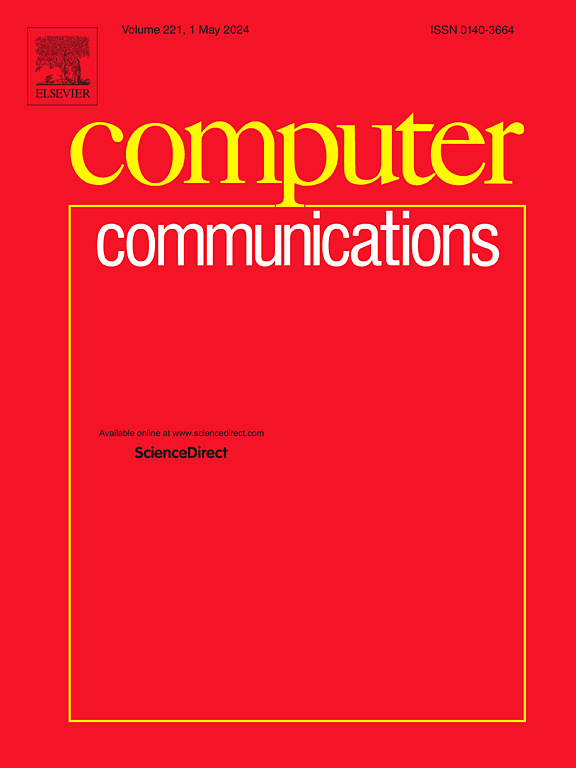 Volume 221, 1 May 2024
ISSN 0140-3664
ELSEVIER
computer
communications
Available online at www.sciencedirect.com
ScienceDirect